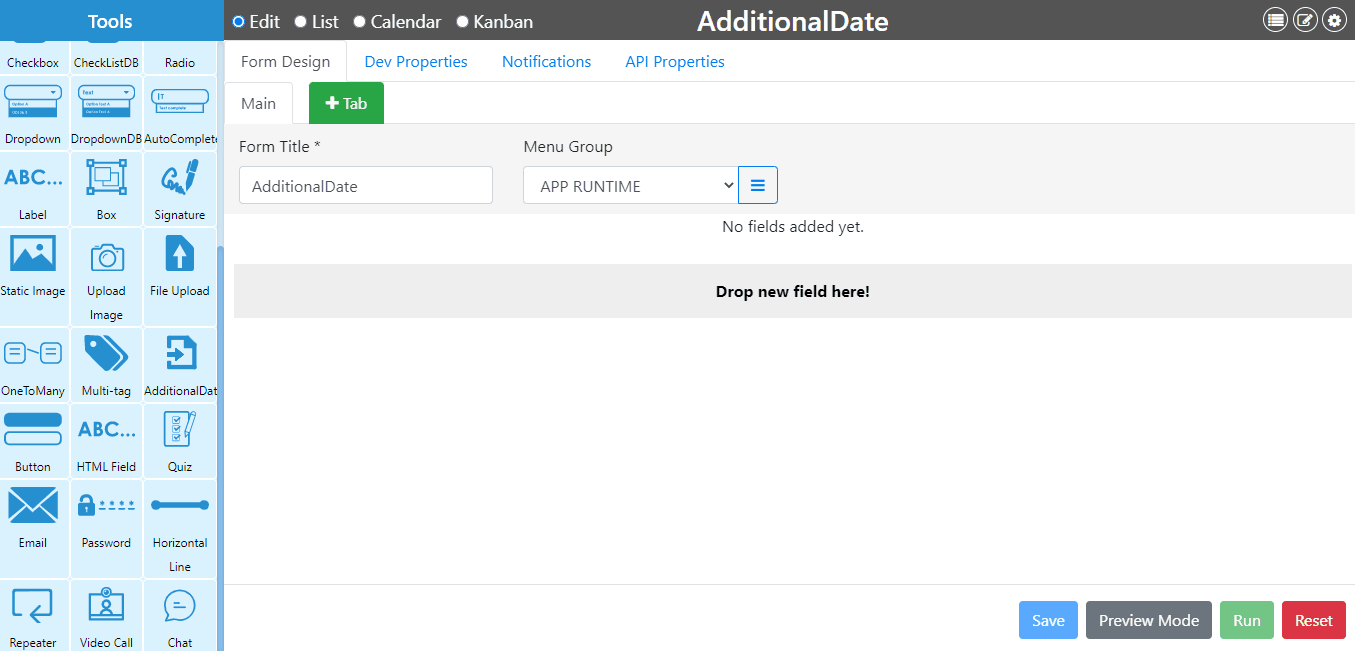 Tools
Edit List Calendar Kanban
AdditionalDate
Checkbox CheckListDB Radio
Form Design Dev Properties Notifications API Properties
Main
Tab
Text
Dropdown DropdownDB AutoComplete
Form Title *
Menu Group
AdditionalDate
APP RUNTIME
ABC...
Label Box Signature
No fields added yet.
Static Image Upload Image File Upload
Drop new field here!
OneToMany Multi-tag AdditionalDat
ABC...
Button HTML Field Quiz
Email Password Horizontal Line
Repeater Video Call Chat
Save Preview Mode Run Reset